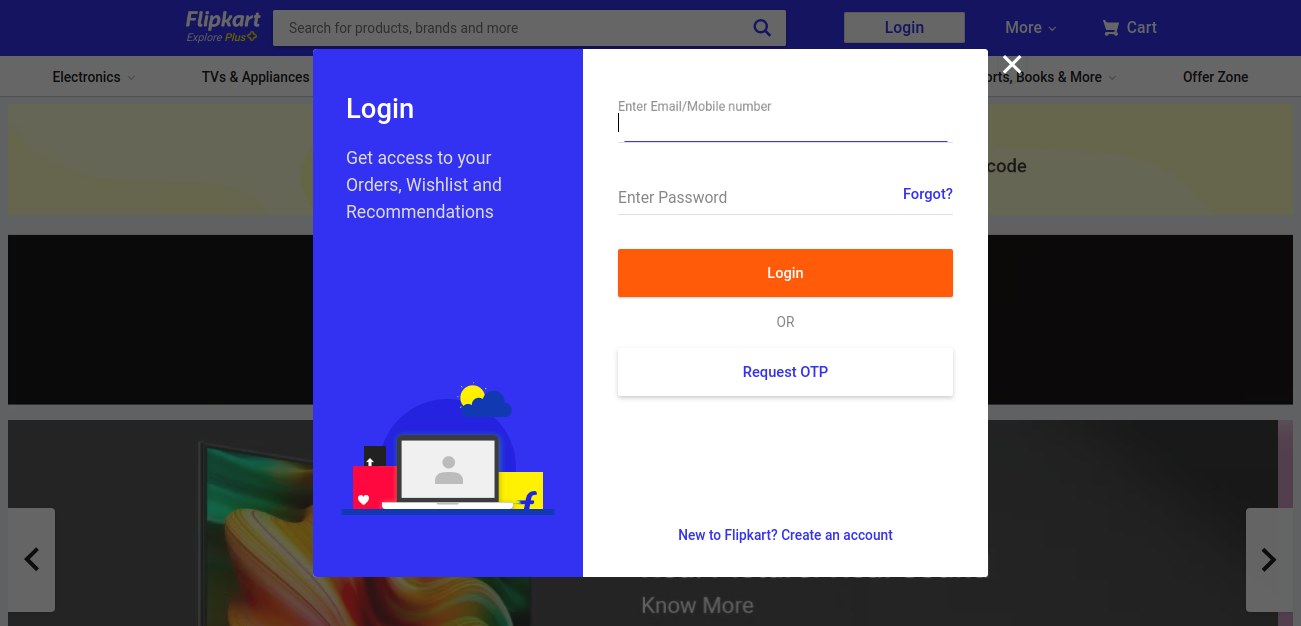 Flipkart
Explore Plus
Search for products, brands and more
Login
More
Cart
Electronics
TVs & Appliances
Books & More
Offer Zone
code
Login
Get access to your
Orders, Wishlist and
Recommendations
Enter Email/Mobile number
Enter Password
Forgot?
Login
OR
Request OTP
New to Flipkart? Create an account
Know More